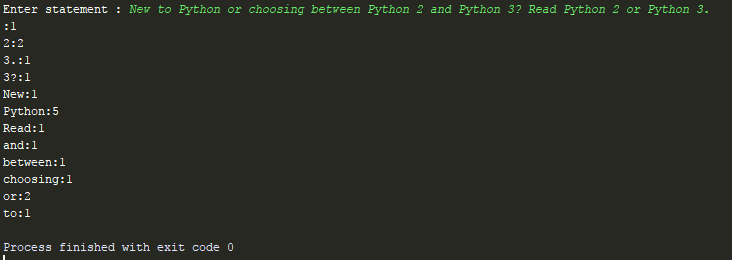 Enter statement : New to Python or choosing between Python 2 and Python 3? Read Python 2 or Python 3.
:1
2:2
3.:1
3?:1
New:1
Python:5
Read:1
and:1
between:1
choosing:1
or:2
to:1
Process finished with exit code 0